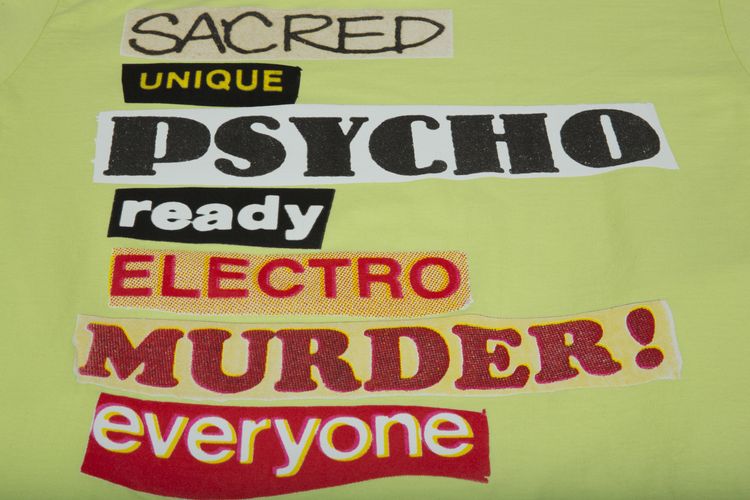 SACRED
UNIQUE
PSYCHO
ready
ELECTRO
MURDER!
everyone